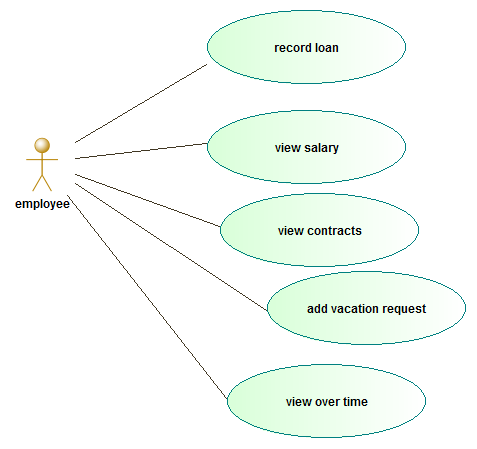 record loan
view salary
employee
view contracts
add vacation request
view over time